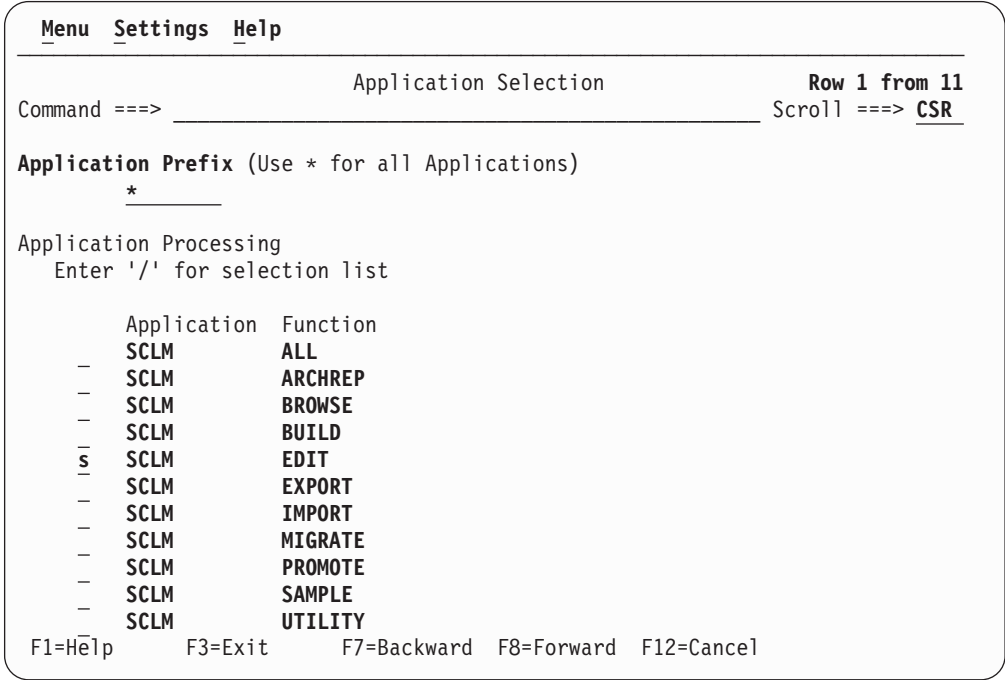 Menu Settings Help
Application Selection Row 1 from 11
Command ===> _________________________________________________ Scroll ===> CSR
Application Prefix (Use * for all Applications)
*
Application Processing
Enter '/' for selection list
Application Function
_ SCLM ALL
_ SCLM ARCHREP
_ SCLM BROWSE
_ SCLM BUILD
s SCLM EDIT
_ SCLM EXPORT
_ SCLM IMPORT
_ SCLM MIGRATE
_ SCLM PROMOTE
_ SCLM SAMPLE
_ SCLM UTILITY
F1=Help F3=Exit F7=Backward F8=Forward F12=Cancel